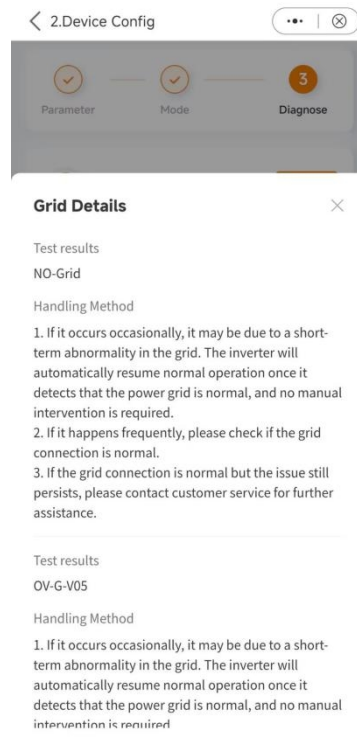 2.Device Config
3
Parameter
Mode
Diagnose
Grid Details
Test results
NO-Grid
Handling Method
1. If it occurs occasionally, it may be due to a short-
term abnormality in the grid. The inverter will
automatically resume normal operation once it
detects that the power grid is normal, and no manual
intervention is required.
2. If it happens frequently, please check if the grid
connection is normal.
3. If the grid connection is normal but the issue still
persists, please contact customer service for further
assistance.
Test results
OV-G-V05
Handling Method
1. If it occurs occasionally, it may be due to a short-
term abnormality in the grid. The inverter will
automatically resume normal operation once it
detects that the power grid is normal, and no manual
intervention is required